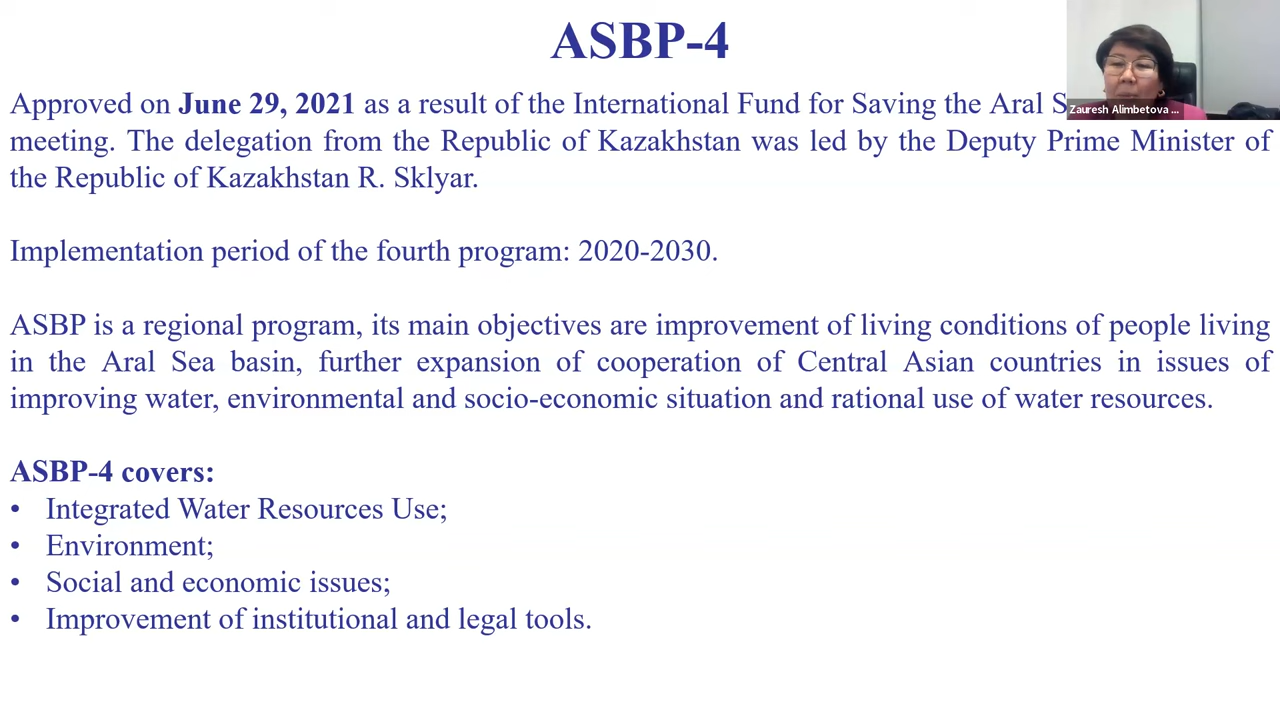 ASBP-4
Approved on June 29, 2021 as a result of the International Fund for Saving the Aral
Zauresh Alimbetova ...
meeting. The delegation from the Republic of Kazakhstan was led by the Deputy Prime Minister of
the Republic of Kazakhstan R. Sklyar.
Implementation period of the fourth program: 2020-2030.
ASBP is a regional program, its main objectives are improvement of living conditions of people living
in the Aral Sea basin, further expansion of cooperation of Central Asian countries in issues of
improving water, environmental and socio-economic situation and rational use of water resources.
ASBP-4 covers:
• Integrated Water Resources Use;
• Environment;
• Social and economic issues;
• Improvement of institutional and legal tools.